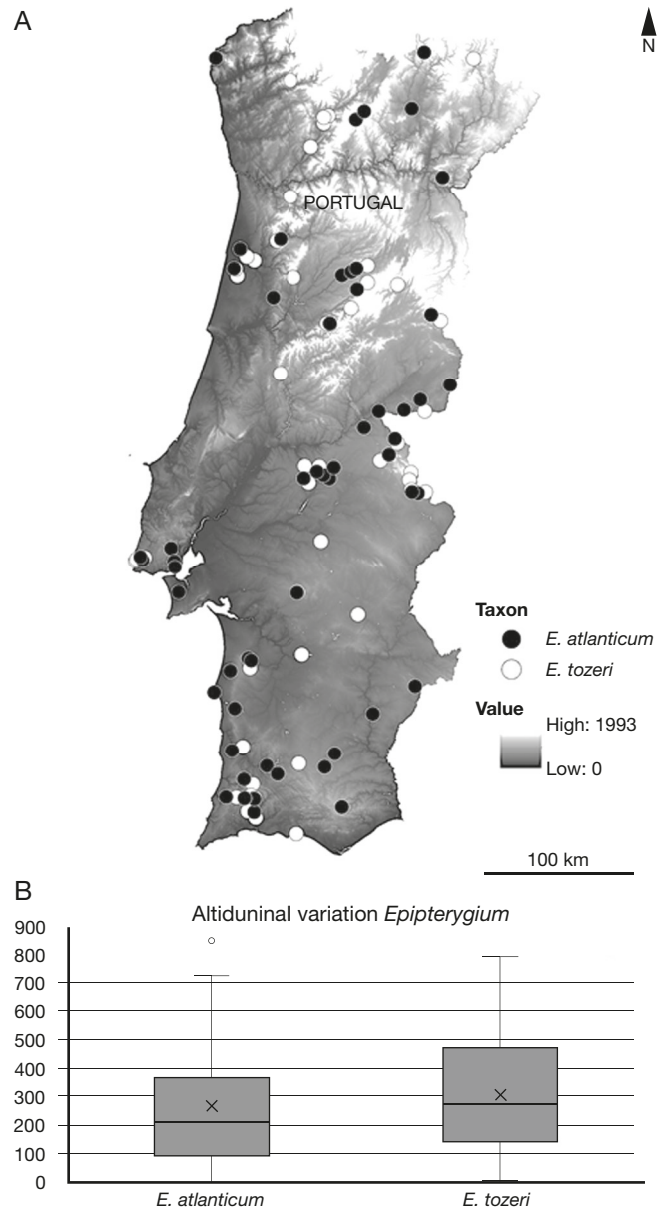 A
N
PORTUGAL
Taxon
E. atlanticum
E. tozeri
Value
High: 1993
Low: 0
100 km
B
Altiduninal variation Epipterygium
900
800
700
600
500
400
300
200
100
0
E. atlanticum
E. tozeri